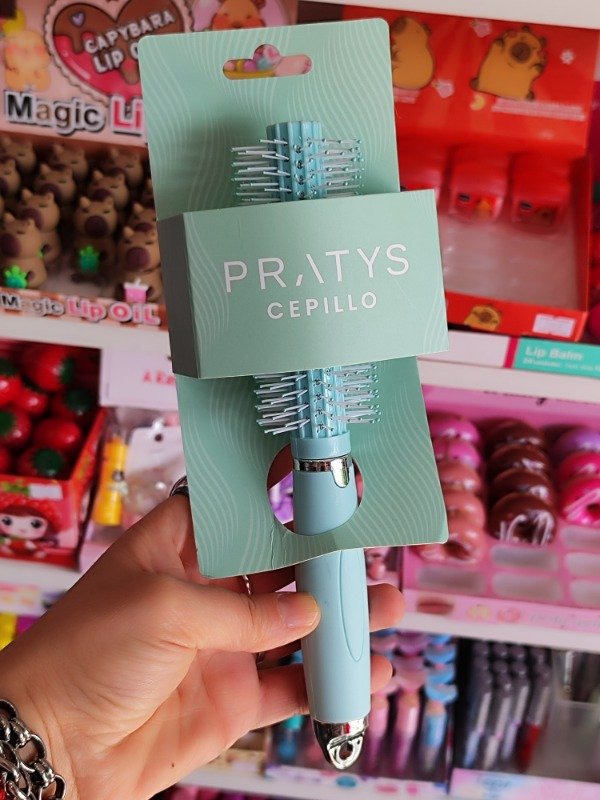 CAPYBARA
LIP O
Magic Li
Magic Lip OiL
PRATYS
CEPILLO
Lip Balm